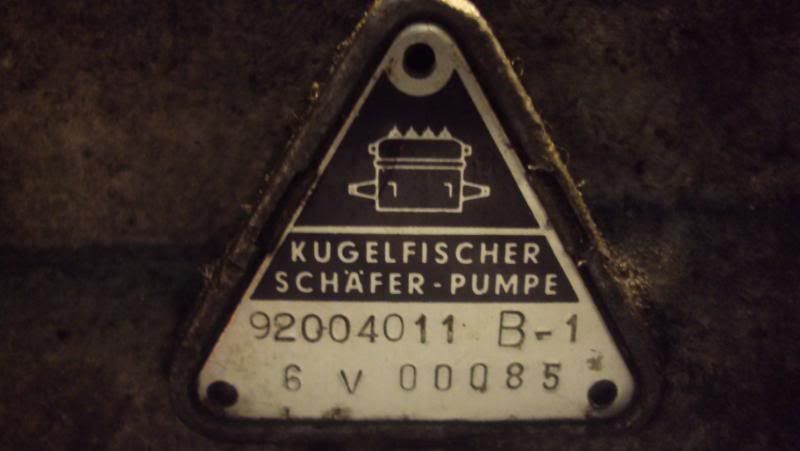 KUGELFISCHER
SCHÄFER-PUMPE
92004011 B-1
6 V 00085